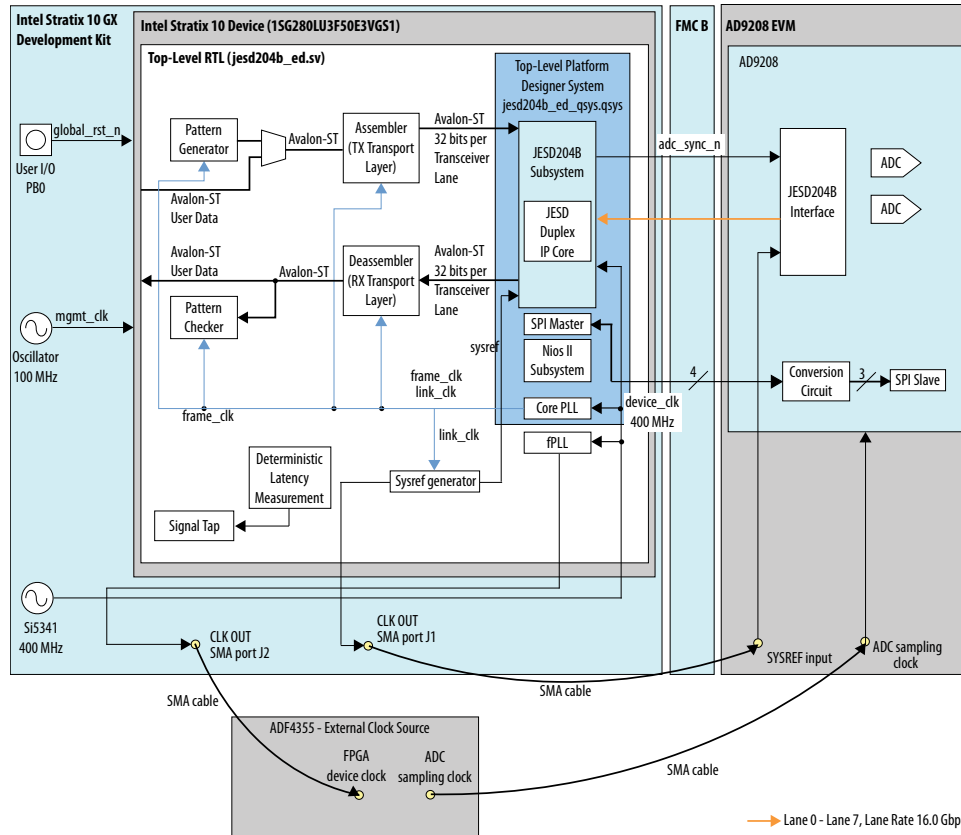 Intel Stratix 10 GX
Development Kit
Intel Stratix 10 Device (1SG280LU3F50E3VGS1)
FMC B
AD9208 EVM
Top-Level RTL (jesd204b_ed.sv)
AD9208
Top-Level Platform
Designer System
jesd204b_ed_qsys.qsys
global_rst_n
User I/O
PB0
Pattern
Generator
Avalon-ST
Assembler
(TX Transport
Layer)
Avalon-ST
32 bits per
Transceiver
Lane
JESD204B
Subsystem
adc_sync_n
JESD204B
Interface
ADC
ADC
Avalon-ST
User Data
JESD
Duplex
IP Core
Avalon-ST
User Data
Avalon-ST
Deassembler
(RX Transport
Layer)
Avalon-ST
32 bits per
Transceiver
Lane
mgmt_clk
Oscillator
100 MHz
Pattern
Checker
sysref
SPI Master
Nios II
Subsystem
4
Conversion
Circuit
3
SPI Slave
frame_clk
link_clk
Core PLL
device_clk
400 MHz
frame_clk
link_clk
fPLL
Deterministic
Latency
Measurement
Sysref generator
Signal Tap
Si5341
400 MHz
CLK OUT
SMA port J2
CLK OUT
SMA port J1
SYSREF input
ADC sampling
clock
SMA cable
SMA cable
ADF4355 - External Clock Source
FPGA
device clock
ADC
sampling clock
SMA cable
Lane 0 - Lane 7, Lane Rate 16.0 Gbp